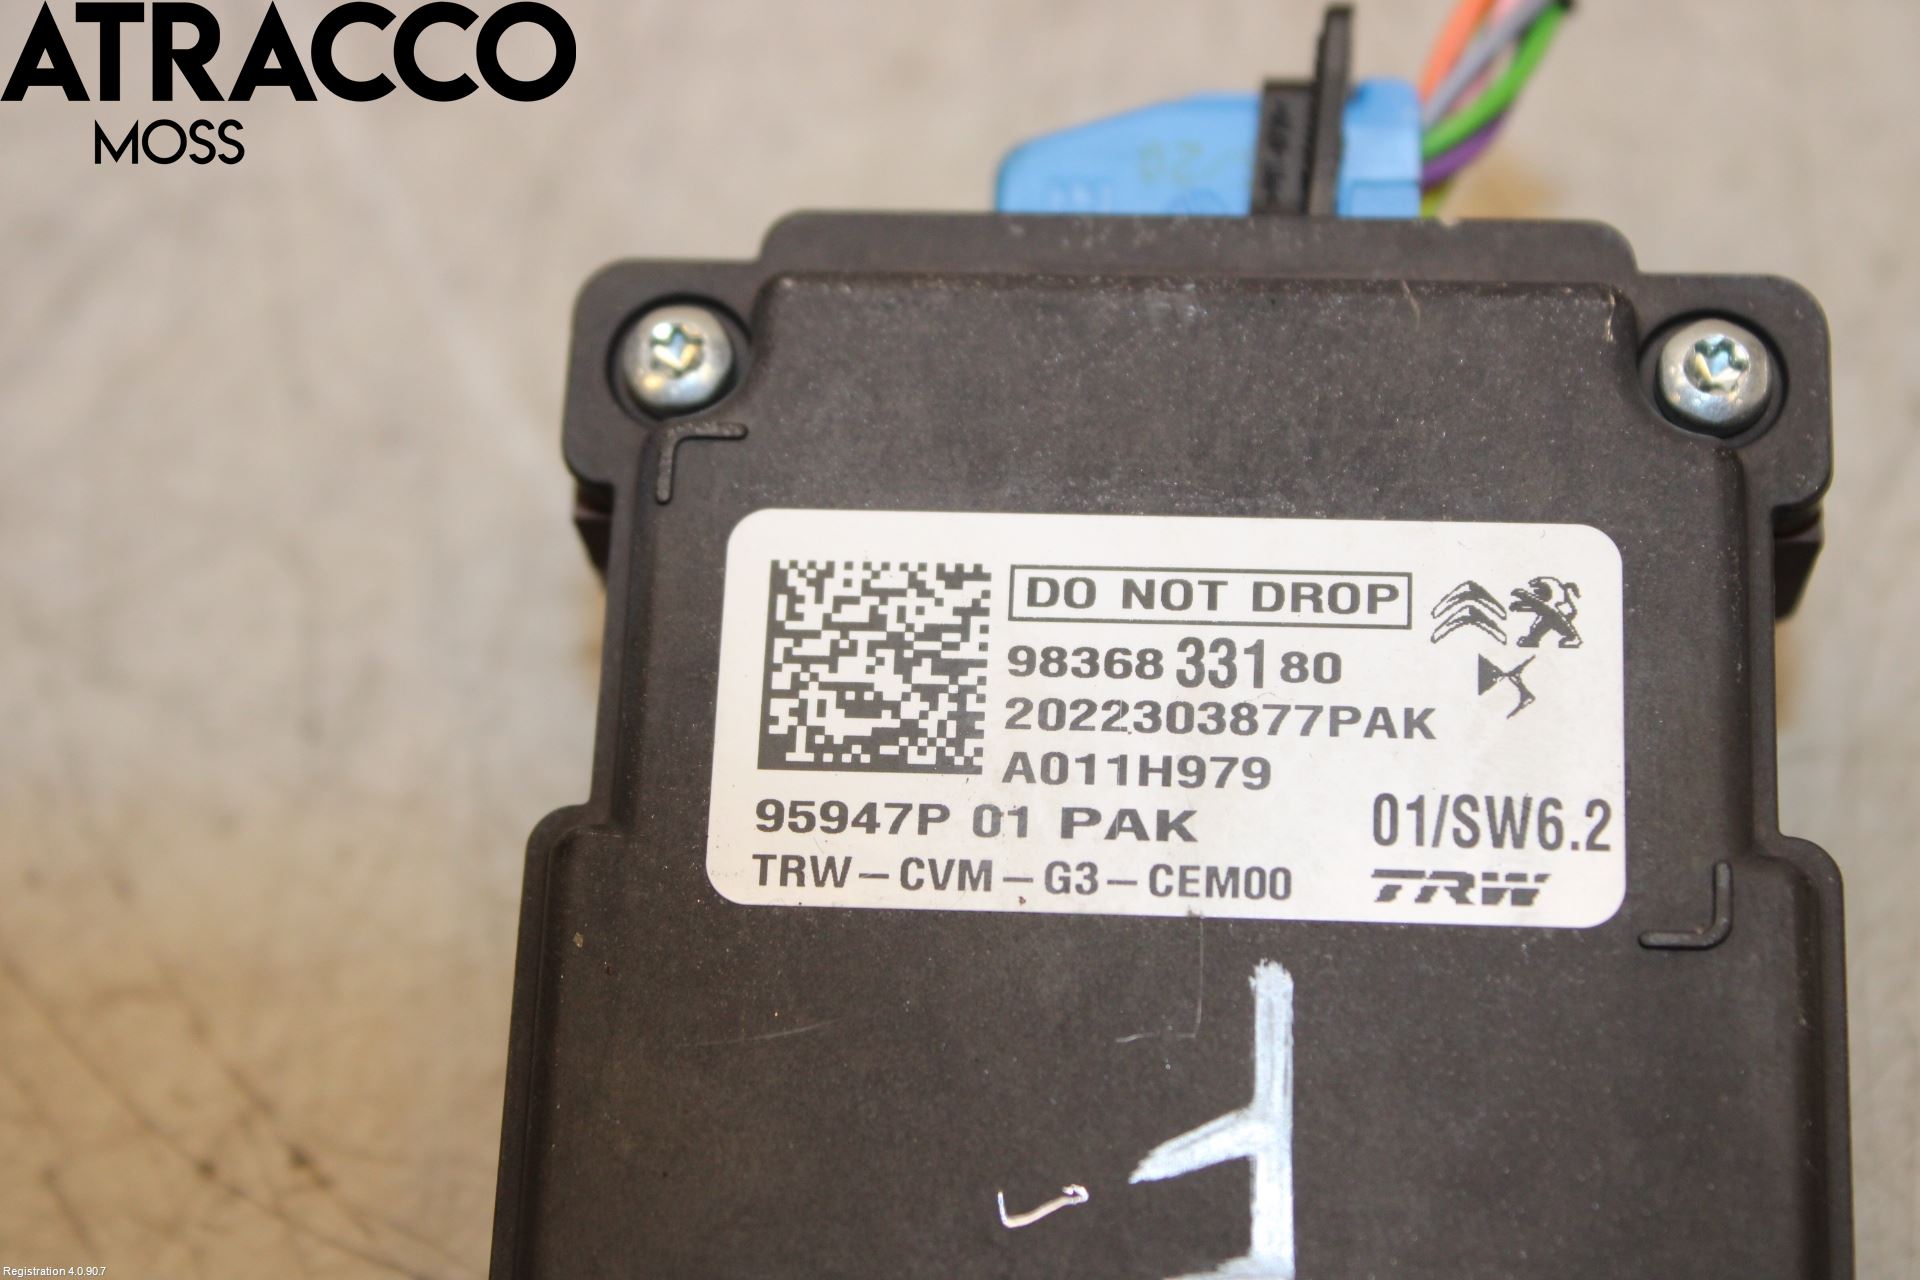 ATRACCO
MOSS
DO NOT DROP
98368 331 80
2022303877PAK
A011H979
95947P 01 PAK
01/SW6.2
TRW-CVM-G3-CEM00
TRW
Registration 4.0.90.7